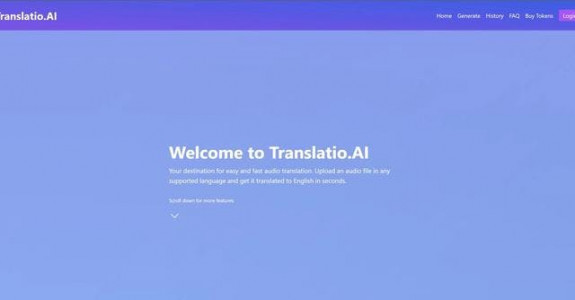 Translatio.AI
Home Generate History FAQ Buy Tokens Login
Welcome to Translatio.AI
Your destination for easy and fast audio translation. Upload an audio file in any
supported language and get it translated to English in seconds.
Scroll down for more features